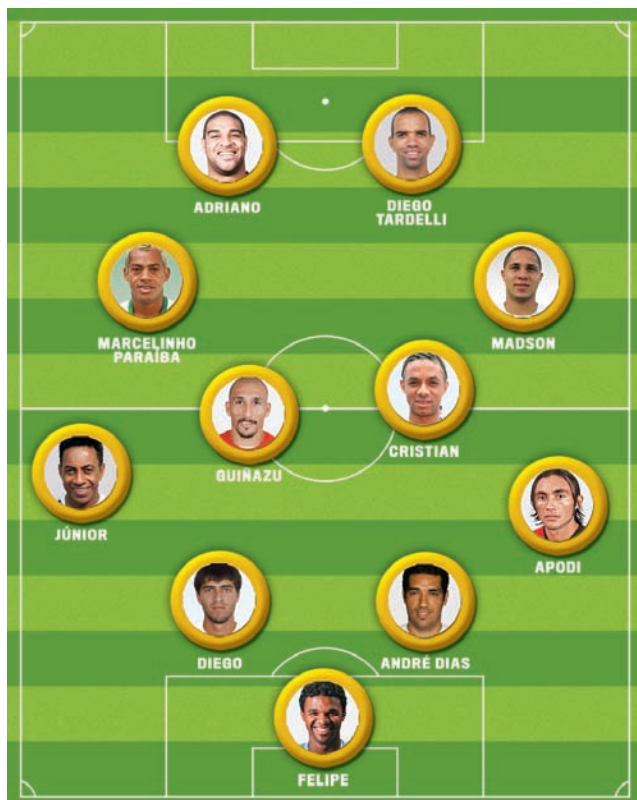 ADRIANO
DIEGO
TARDELLI
MARCELINHO
PARAÍBA
MADSON
GUIÑAZU
CRISTIAN
JÚNIOR
APODI
DIEGO
ANDRÉ DIAS
FELIPE